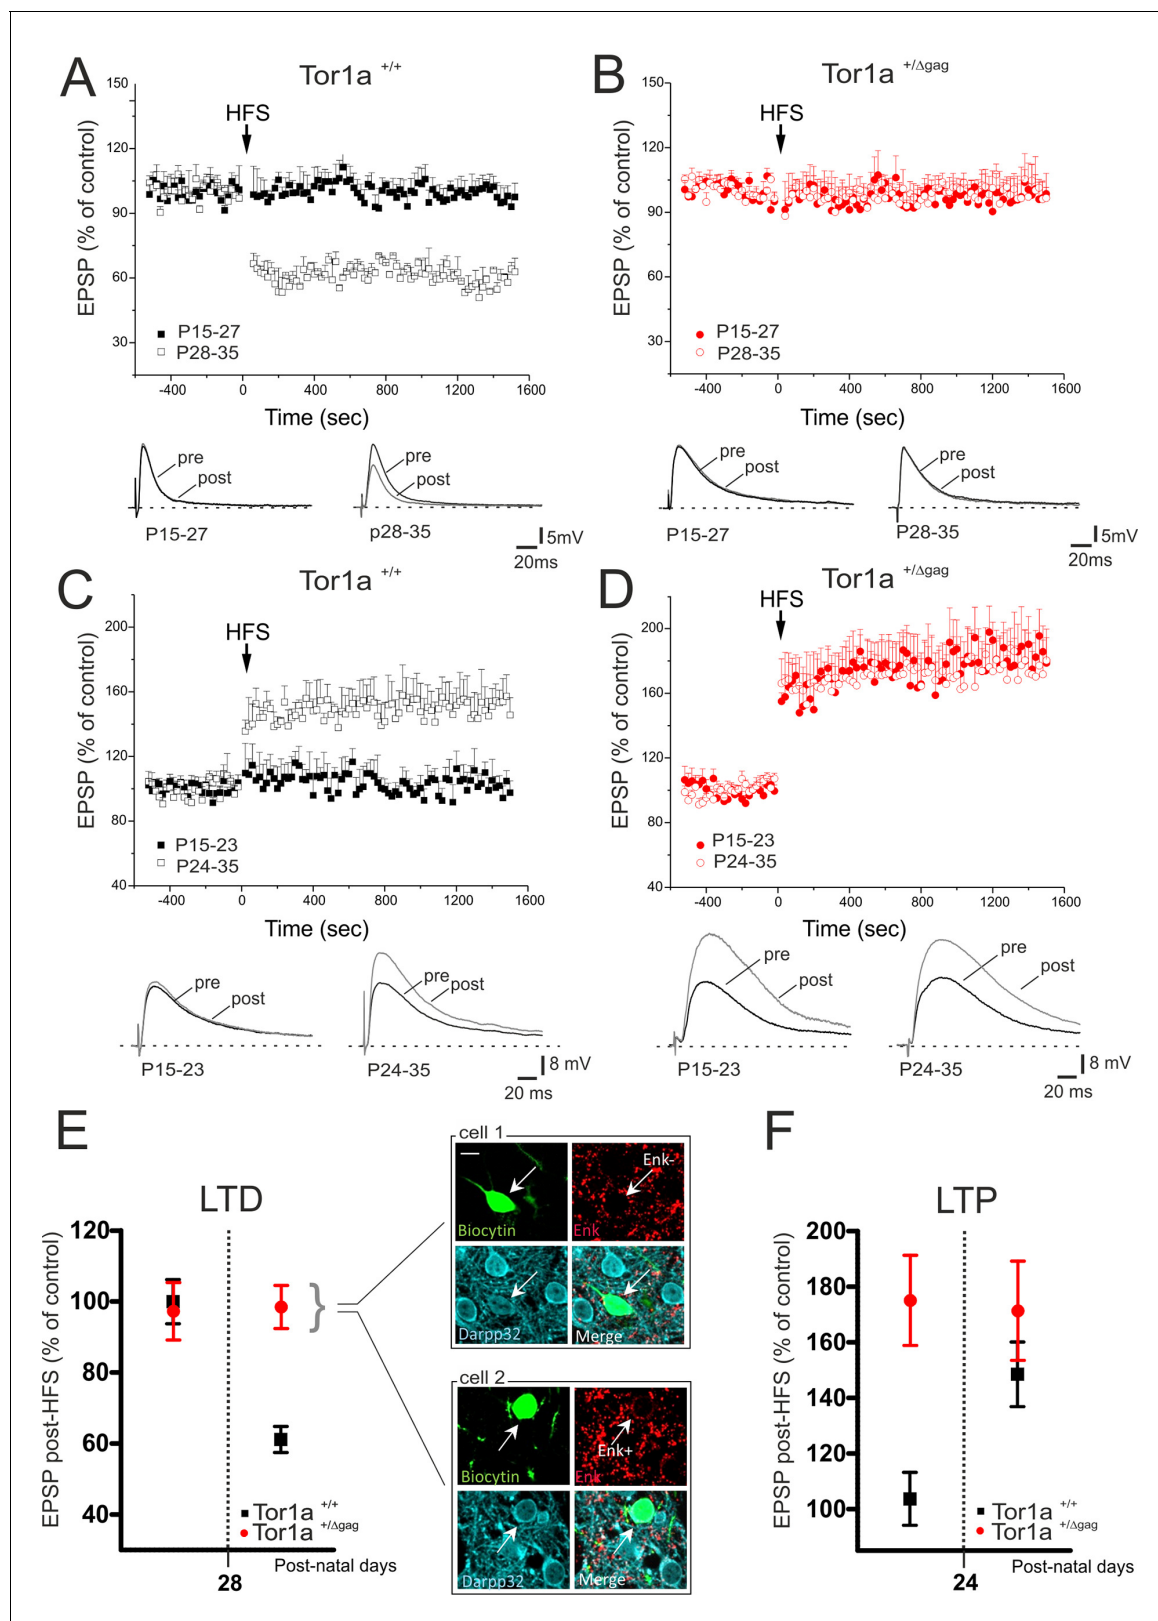 A
Tor1a +/+
HFS
EPSP (% of control)
150
120
90
60
30
P15-27
P28-35
-400 0 400 800 1200 1600
Time (sec)
pre
post
P15-27
pre
post
p28-35
5mV
20ms
B
Tor1a +/Δgag
HFS
EPSP (% of control)
150
120
90
60
30
P15-27
P28-35
-400 0 400 800 1200 1600
Time (sec)
pre
post
P15-27
pre
post
P28-35
5mV
20ms
C
Tor1a +/+
HFS
EPSP (% of control)
200
160
120
80
40
P15-23
P24-35
-400 0 400 800 1200 1600
Time (sec)
pre
post
P15-23
pre
post
P24-35
8 mV
20 ms
D
Tor1a +/Δgag
HFS
EPSP (% of control)
200
160
120
80
40
P15-23
P24-35
-400 0 400 800 1200 1600
Time (sec)
pre
post
P15-23
pre
post
P24-35
8 mV
20 ms
E
LTD
EPSP post-HFS (% of control)
120
100
80
60
40
Tor1a +/+
Tor1a +/Δgag
Post-natal days
28
cell 1
Biocytin
Enk-
Enk
Darpp32
Merge
cell 2
Biocytin
Enk+
Enk
Darpp32
Merge
F
LTP
EPSP post-HFS (% of control)
200
180
160
140
120
100
Tor1a +/+
Tor1a +/Δgag
Post-natal days
24